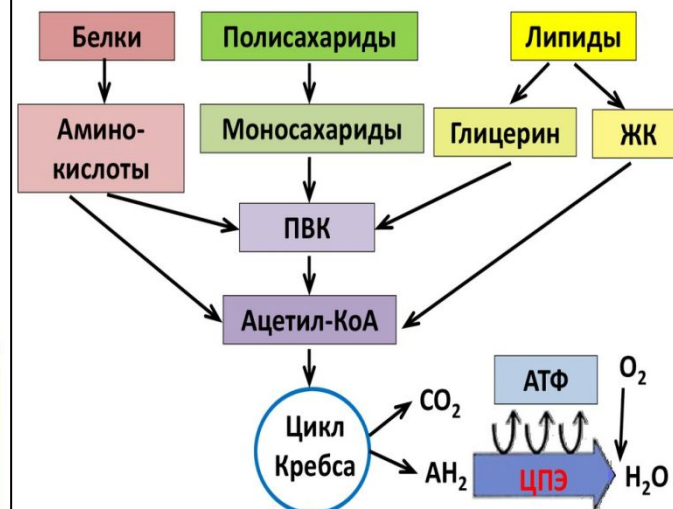 Белки
Полисахариды
Липиды
Амино-
кислоты
Моносахариды
Глицерин
ЖК
ПВК
Ацетил-КоА
Цикл
Кребса
CO₂
AH₂
АТФ
ЦПЭ
O₂
H₂O